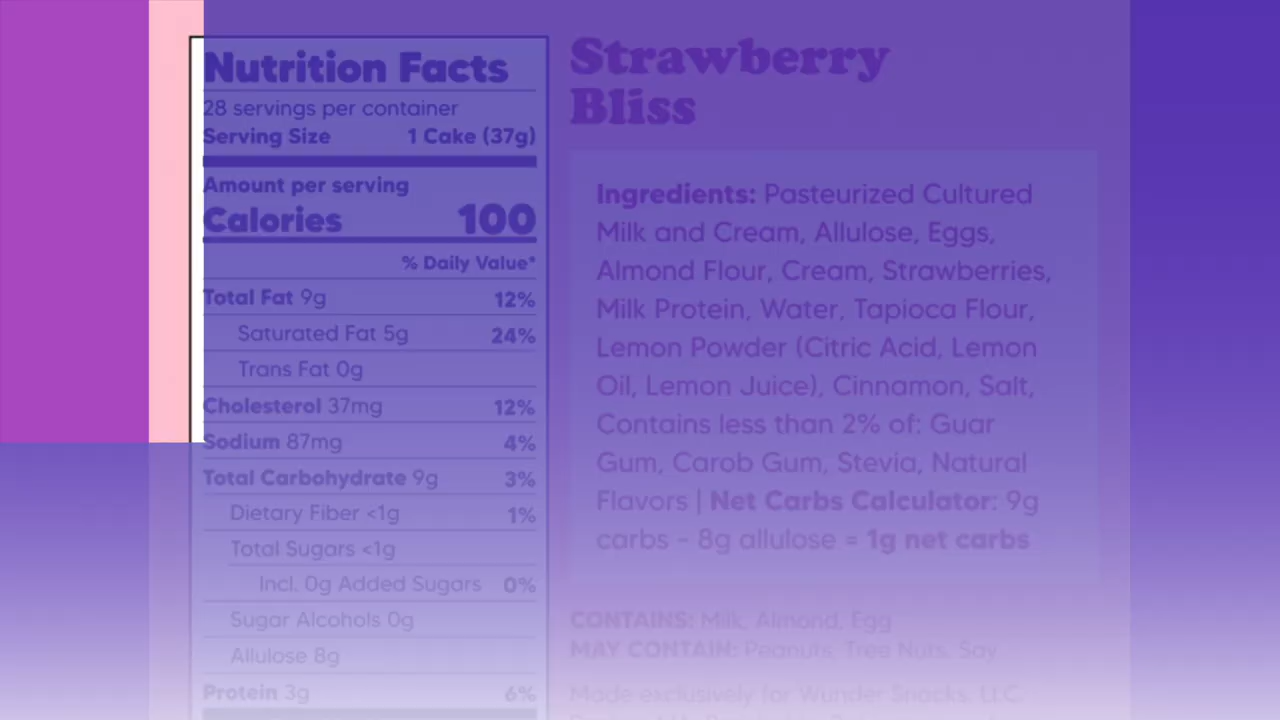 Nutrition Facts
28 servings per container
Serving Size 1 Cake (37g)
Amount per serving
Calories 100
% Daily Value*
Total Fat 9g 12%
Saturated Fat 5g 24%
Trans Fat 0g
Cholesterol 37mg 12%
Sodium 87mg 4%
Total Carbohydrate 9g 3%
Dietary Fiber <1g 1%
Total Sugars <1g
Incl. 0g Added Sugars 0%
Sugar Alcohols 0g
Allulose 8g
Protein 3g 6%
Strawberry
Bliss
Ingredients: Pasteurized Cultured
Milk and Cream, Allulose, Eggs,
Almond Flour, Cream, Strawberries,
Milk Protein, Water, Tapioca Flour,
Lemon Powder (Citric Acid, Lemon
Oil, Lemon Juice), Cinnamon, Salt,
Contains less than 2% of: Guar
Gum, Carob Gum, Stevia, Natural
Flavors | Net Carbs Calculator: 9g
carbs - 8g allulose = 1g net carbs
CONTAINS: Milk, Almond, Egg
MAY CONTAIN: Peanuts, Tree Nuts, Soy
Made exclusively for Wunder Snacks, LLC